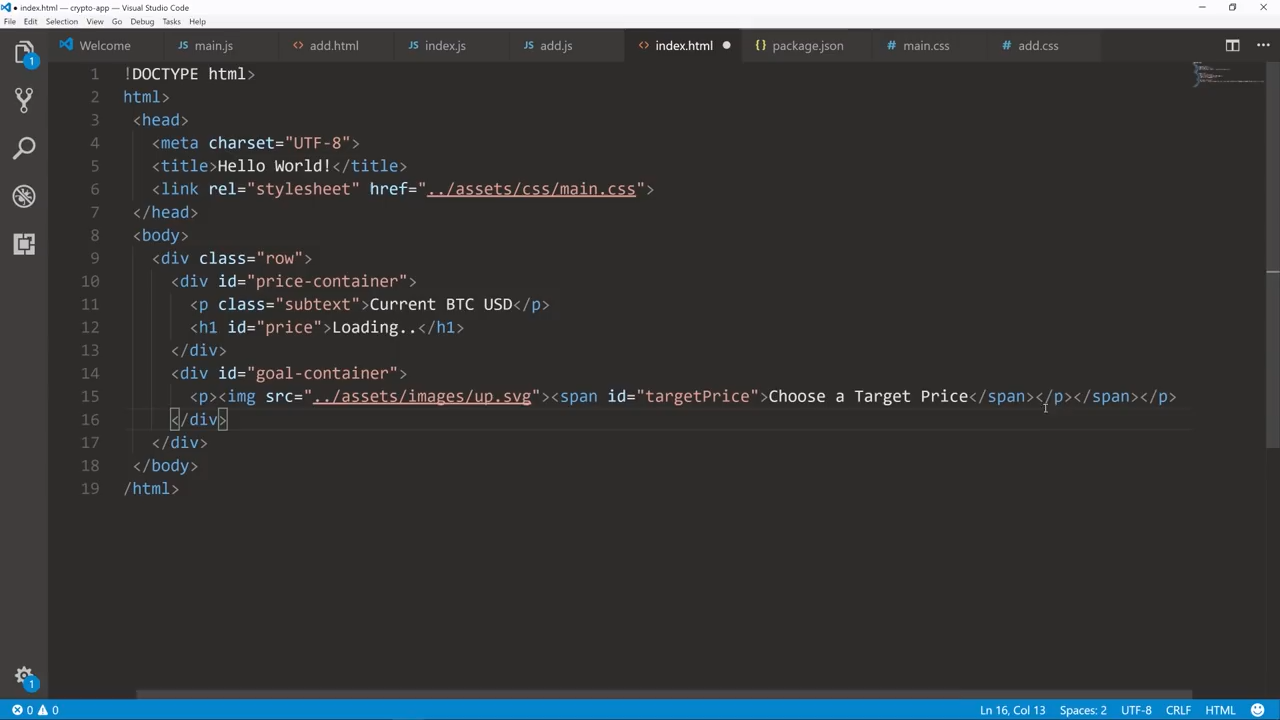 index.html — crypto-app — Visual Studio Code
File Edit Selection View Go Debug Tasks Help
Welcome main.js add.html index.js add.js index.html package.json main.css add.css
1 !DOCTYPE html>
2 html>
3 <head>
4 <meta charset="UTF-8">
5 <title>Hello World!</title>
6 <link rel="stylesheet" href="../assets/css/main.css">
7 </head>
8 <body>
9 <div class="row">
10 <div id="price-container">
11 <p class="subtext">Current BTC USD</p>
12 <h1 id="price">Loading..</h1>
13 </div>
14 <div id="goal-container">
15 <p><img src="../assets/images/up.svg"><span id="targetPrice">Choose a Target Price</span></p></span></p>
16 </div>
17 </div>
18 </body>
19 /html>
1
1
0 0 Ln 16, Col 13 Spaces: 2 UTF-8 CRLF HTML